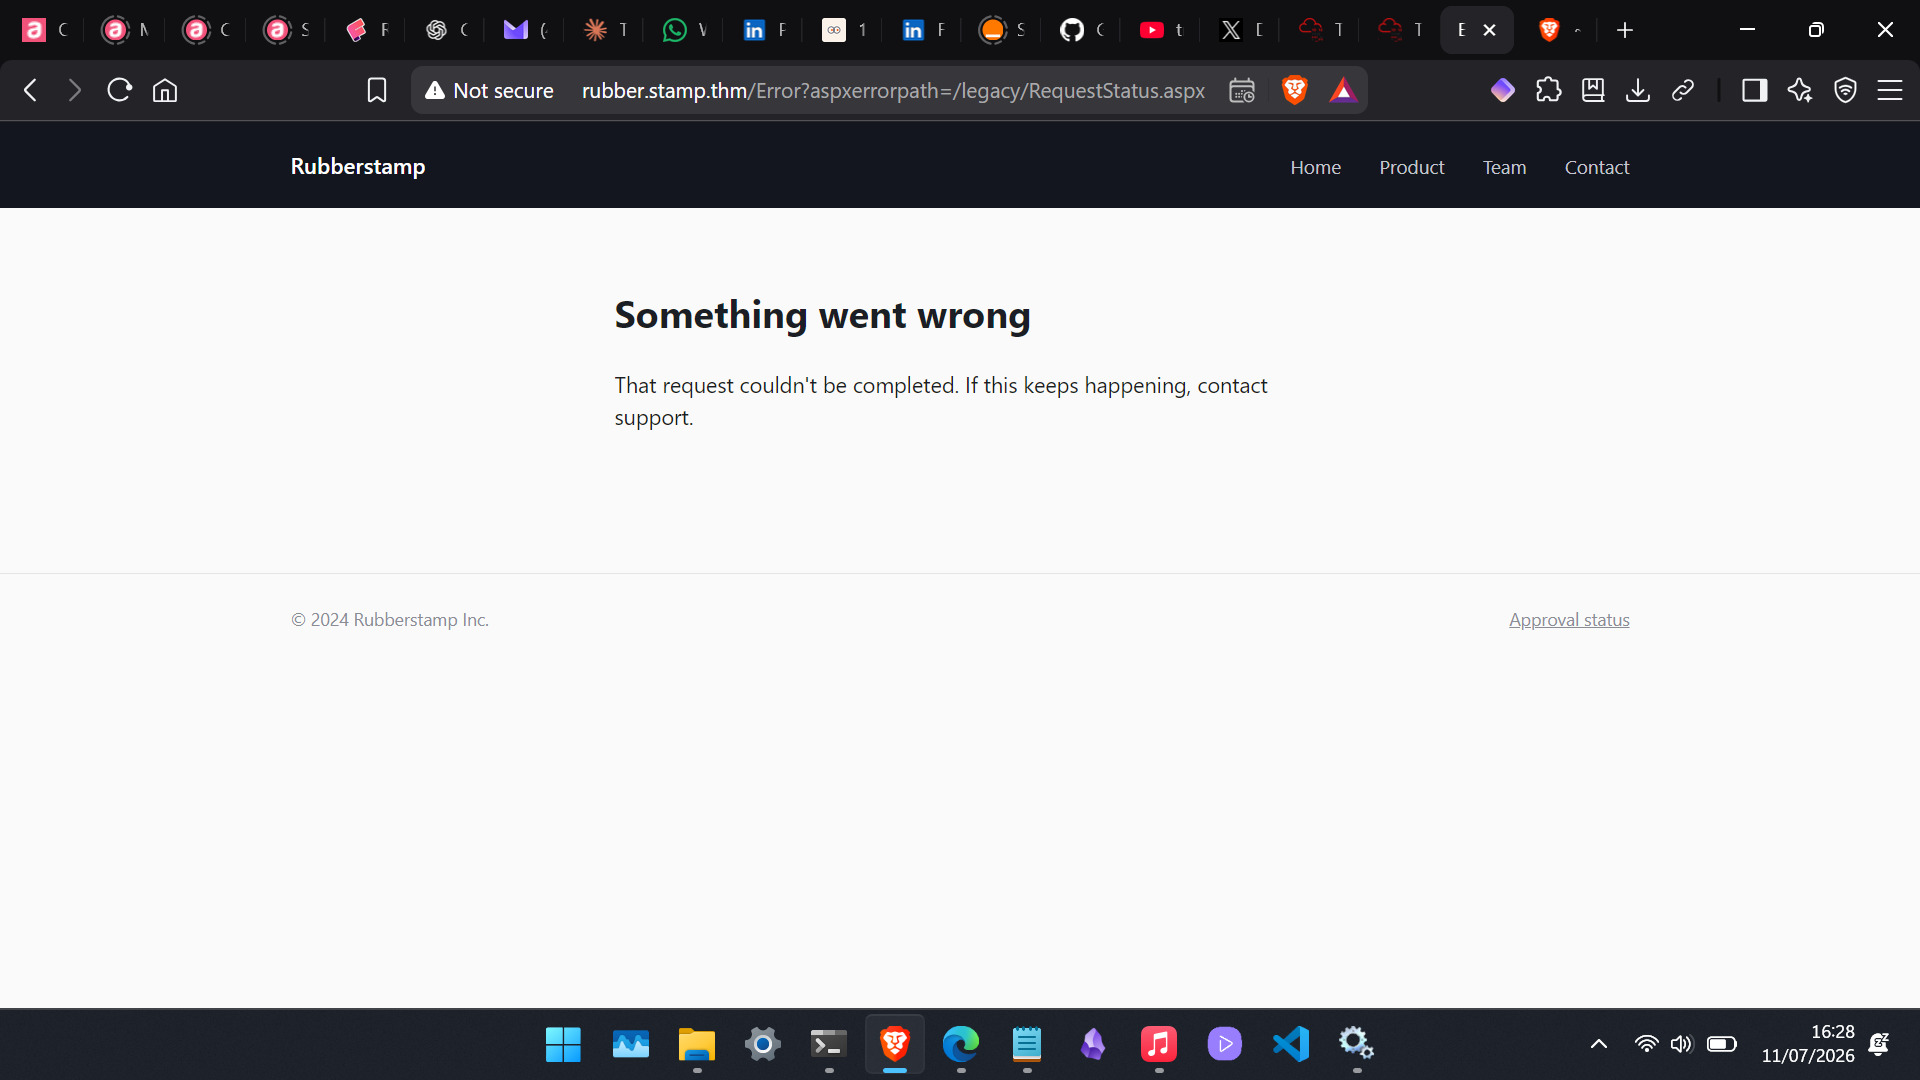 Not secure
rubber.stamp.thm/Error?aspxerrorpath=/legacy/RequestStatus.aspx
Rubberstamp
Home
Product
Team
Contact
Something went wrong
That request couldn't be completed. If this keeps happening, contact
support.
© 2024 Rubberstamp Inc.
Approval status
16:28
11/07/2026